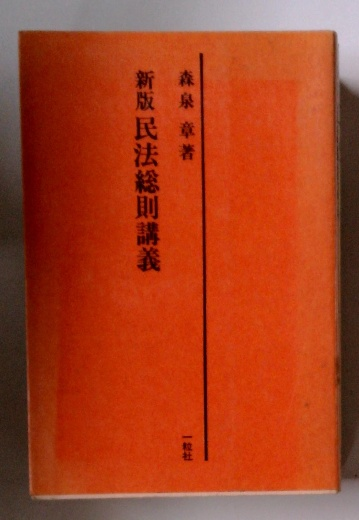 森泉 章著
新版 民法総則講義
一粒社